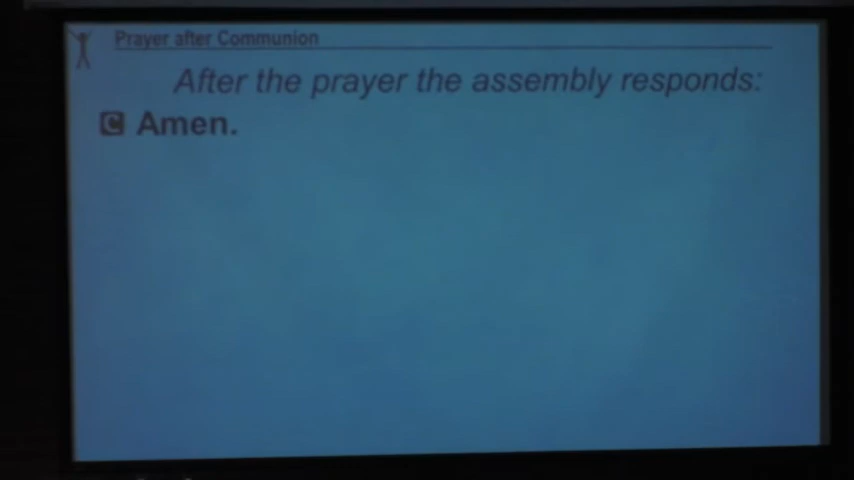 Prayer after Communion
After the prayer the assembly responds:
C Amen.